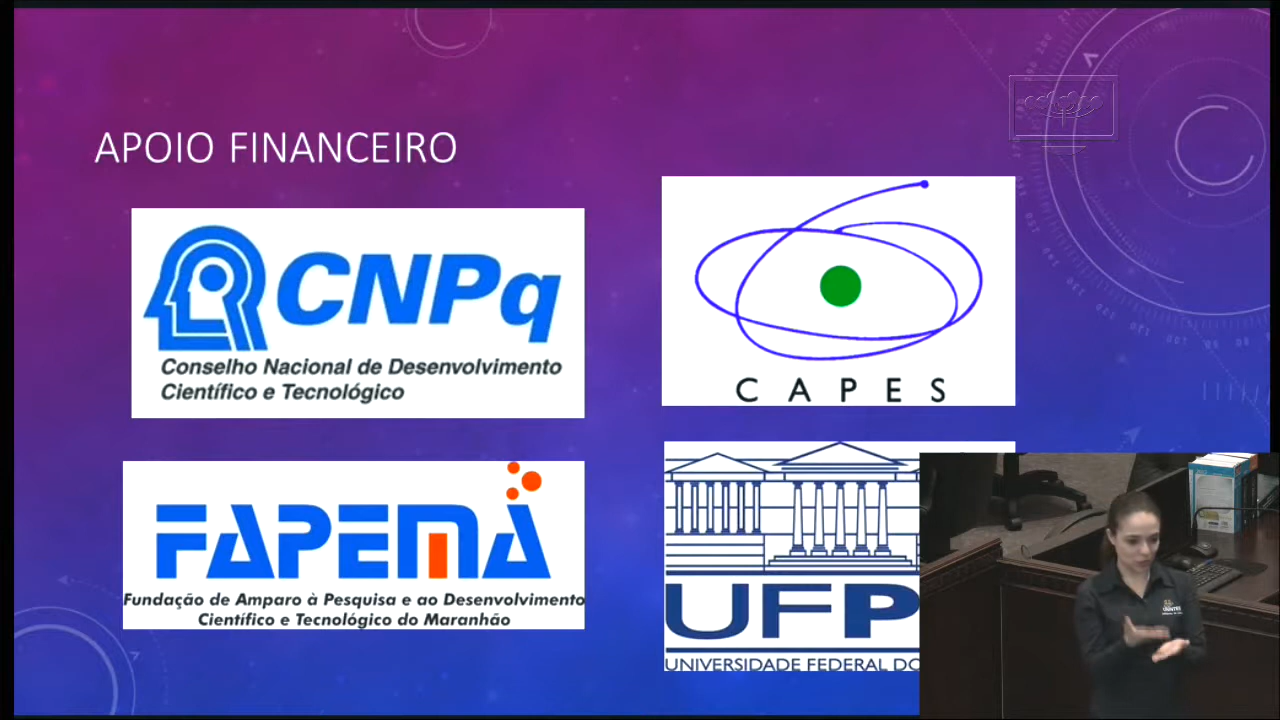 APOIO FINANCEIRO
CNPq
Conselho Nacional de Desenvolvimento
Científico e Tecnológico
CAPES
FAPEMA
Fundação de Amparo à Pesquisa e ao Desenvolvimento
Científico e Tecnológico do Maranhão
UFP
UNIVERSIDADE FEDERAL DO